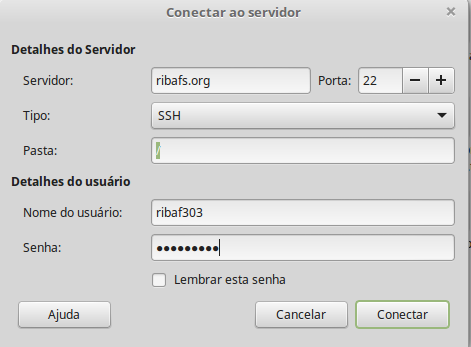 Conectar ao servidor
Detalhes do Servidor
Servidor: ribafs.org Porta: 22
Tipo: SSH
Pasta: /
Detalhes do usuário
Nome do usuário: ribaf303
Senha: ●●●●●●●●●
Lembrar esta senha
Ajuda Cancelar Conectar